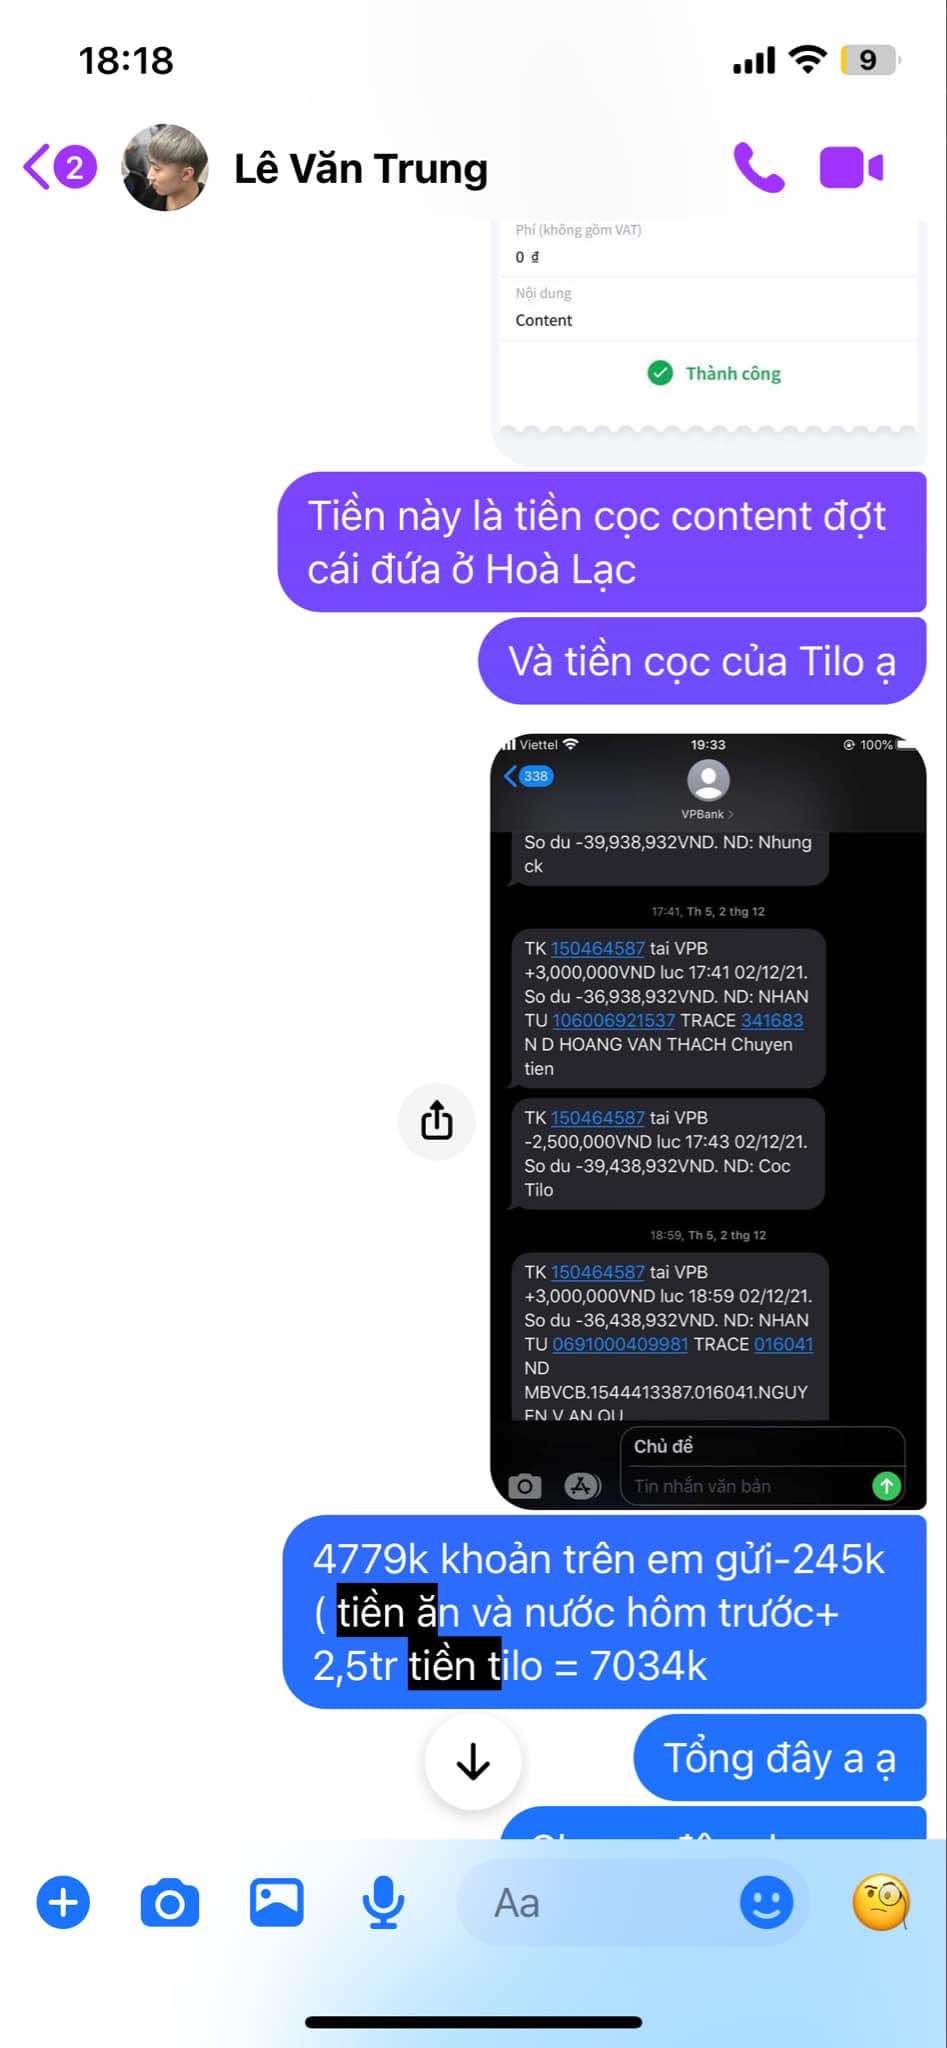 18:18
9
2
Lê Văn Trung
Phí (không gồm VAT)
0 ₫
Nội dung
Content
Thành công
Tiền này là tiền cọc content đợt
cái đứa ở Hoà Lạc
Và tiền cọc của Tilo ạ
Viettel
19:33
100%
338
VPBank
So du -39,938,932VND. ND: Nhung
ck
17:41, Th 5, 2 thg 12
TK 150464587 tai VPB
+3,000,000VND luc 17:41 02/12/21.
So du -36,938,932VND. ND: NHAN
TU 106006921537 TRACE 341683
N D HOANG VAN THACH Chuyen
tien
TK 150464587 tai VPB
-2,500,000VND luc 17:43 02/12/21.
So du -39,438,932VND. ND: Coc
Tilo
18:59, Th 5, 2 thg 12
TK 150464587 tai VPB
+3,000,000VND luc 18:59 02/12/21.
So du -36,438,932VND. ND: NHAN
TU 0691000409981 TRACE 016041
ND
MBVCB.1544413387.016041.NGUY
EN V AN QU
Chủ đề
Tin nhắn văn bản
4779k khoản trên em gửi-245k
( tiền ăn và nước hôm trước+
2,5tr tiền tilo = 7034k
Tổng đây a ạ
Aa